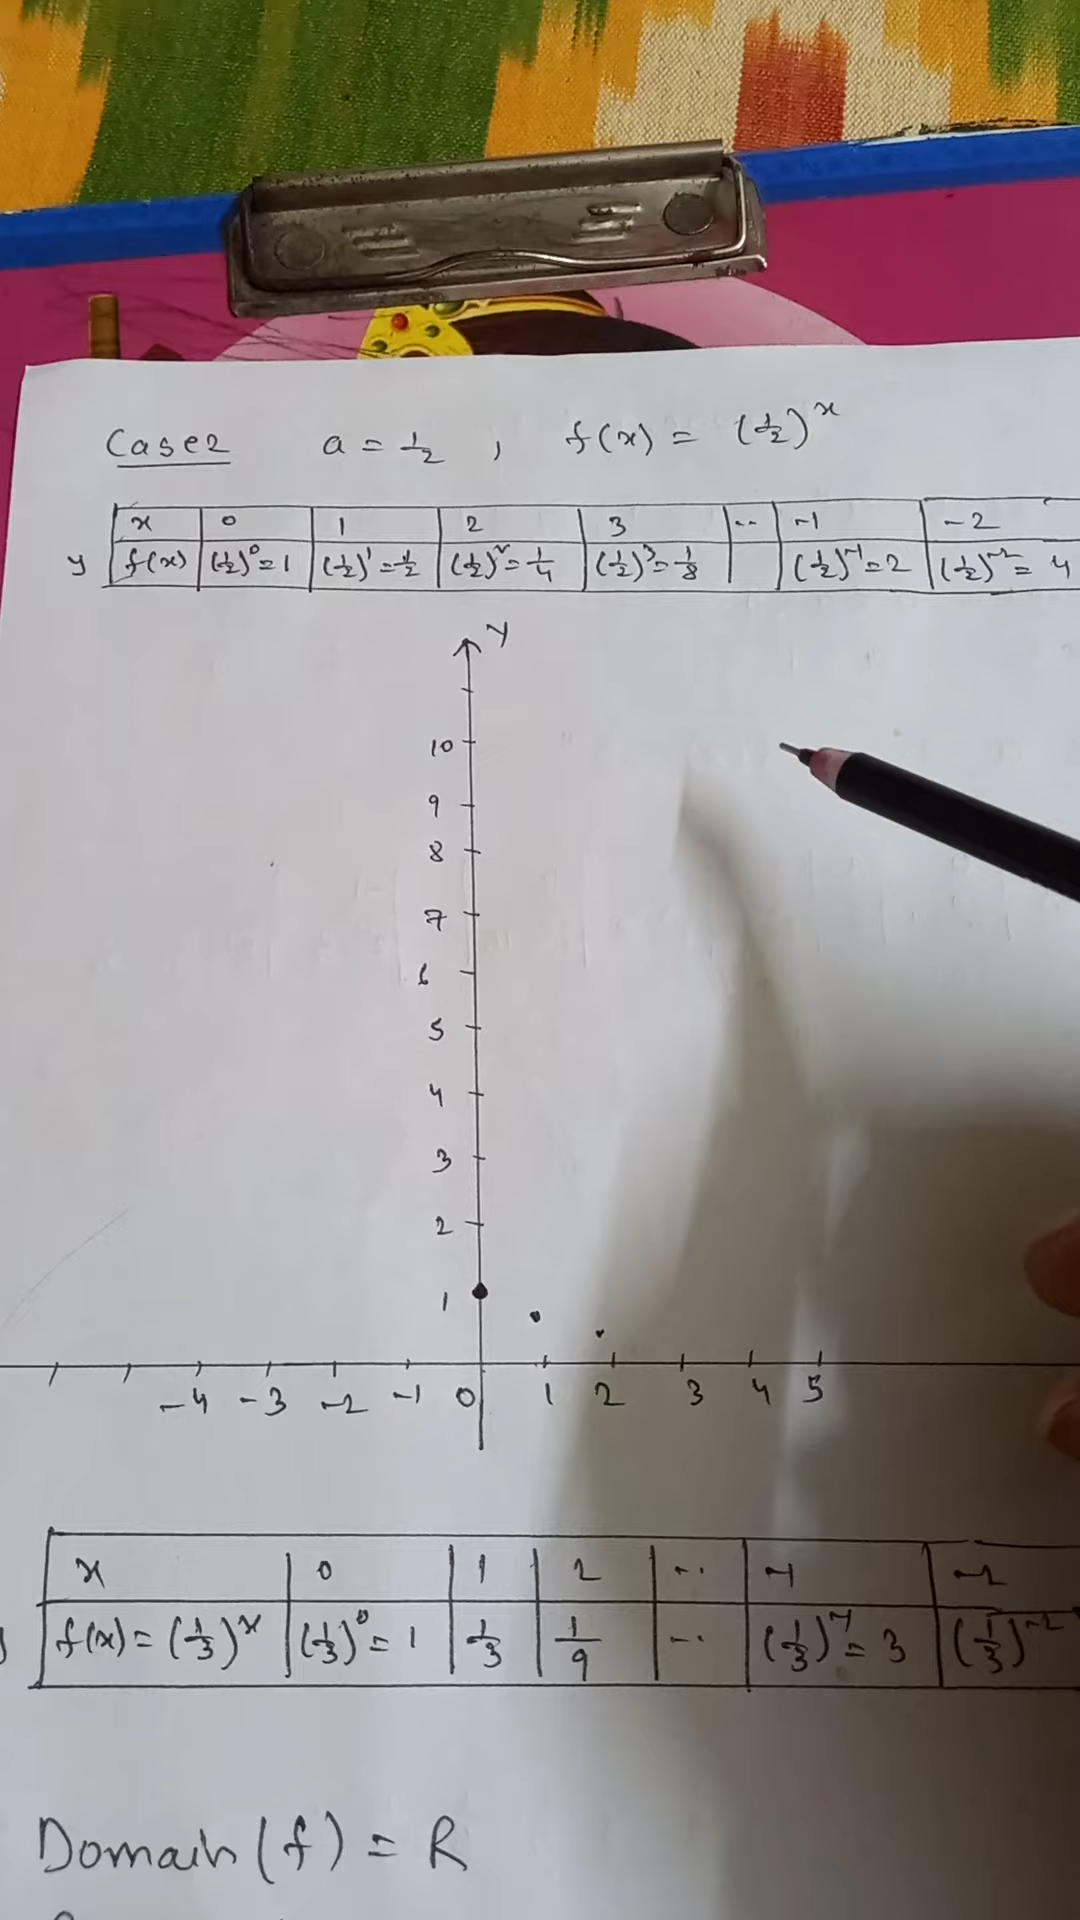 Case2 a = 1/2 , f(x) = (1/2)^x
x 0 1 2 3 .. -1 -2
y f(x) (1/2)^0=1 (1/2)^1=1/2 (1/2)^2=1/4 (1/2)^3=1/8 (1/2)^-1=2 (1/2)^-2=4
Y
10
9
8
7
6
5
4
3
2
1
-4 -3 -2 -1 0 1 2 3 4 5
x 0 1 2 .. -1 -2
f(x)=(1/3)^x (1/3)^0=1 1/3 1/9 .. (1/3)^-1=3 (1/3)^-2
Domain(f) = R